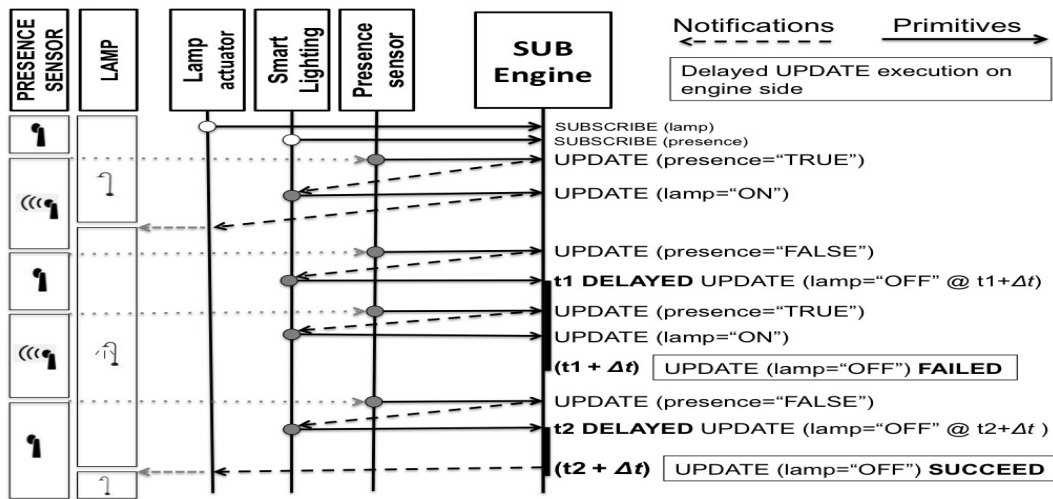 PRESENCE
SENSOR
LAMP
Lamp
actuator
Smart
Lighting
Presence
sensor
SUB
Engine
Notifications
Primitives
Delayed UPDATE execution on
engine side
SUBSCRIBE (lamp)
SUBSCRIBE (presence)
UPDATE (presence=“TRUE”)
UPDATE (lamp=“ON”)
UPDATE (presence=“FALSE”)
t1 DELAYED UPDATE (lamp=“OFF” @ t1+Δt)
UPDATE (presence=“TRUE”)
UPDATE (lamp=“ON”)
(t1 + Δt) UPDATE (lamp=“OFF”) FAILED
UPDATE (presence=“FALSE”)
t2 DELAYED UPDATE (lamp=“OFF” @ t2+Δt )
(t2 + Δt) UPDATE (lamp=“OFF”) SUCCEED